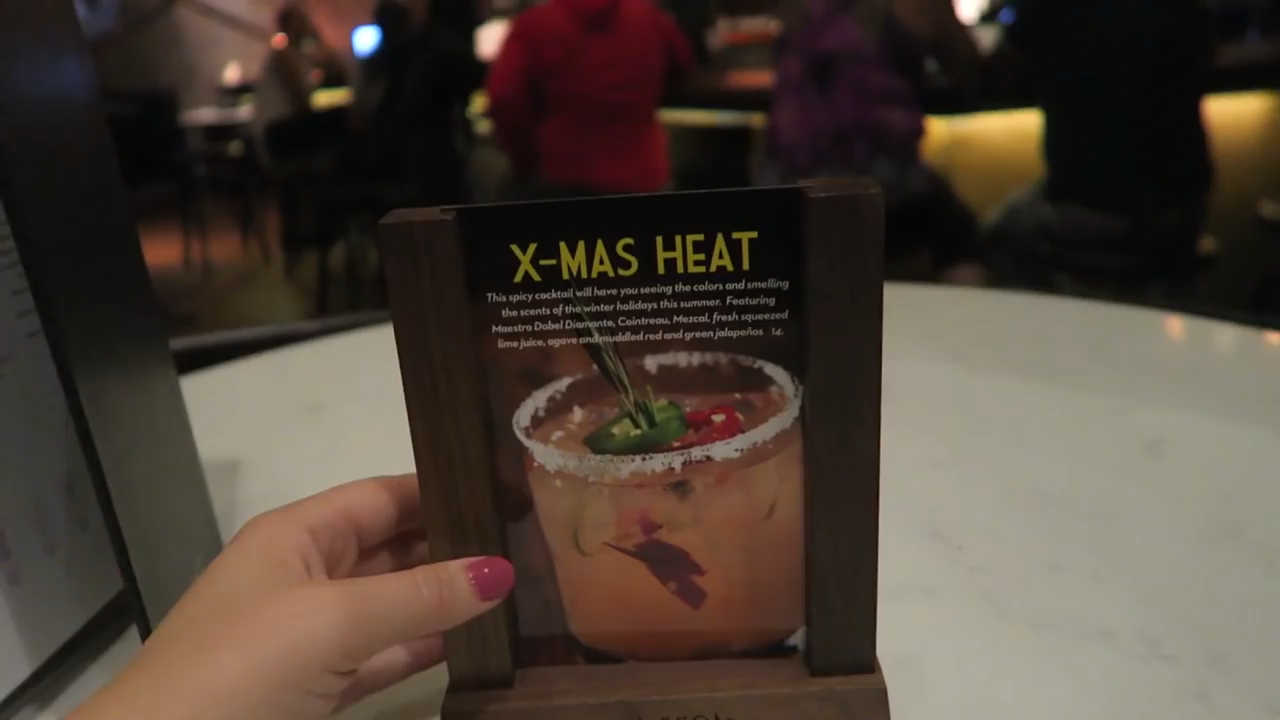 X-MAS HEAT
This spicy cocktail will have you seeing the colors and smelling
the scents of the winter holidays this summer. Featuring
Maestro Dobel Diamante, Cointreau, Mezcal, fresh squeezed
lime juice, agave and muddled red and green jalapeños 14.